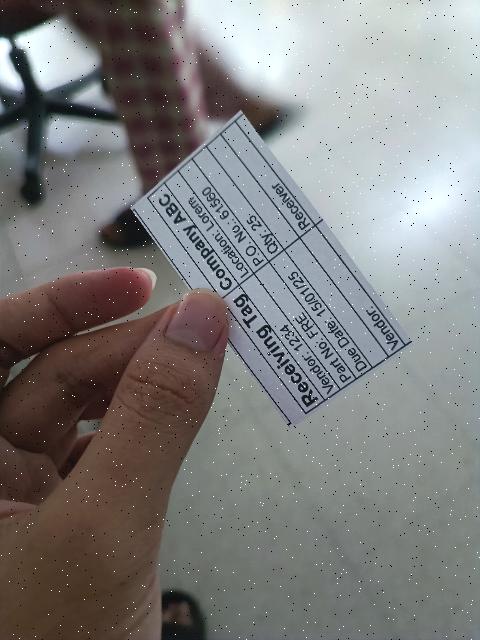 Receiving Tag Company ABC
Vendor 1234 Location: Lorem
Part No: FRE P.O. No.: 61560
Due Date: 15/01/25 Qty: 25
Vendor Receiver